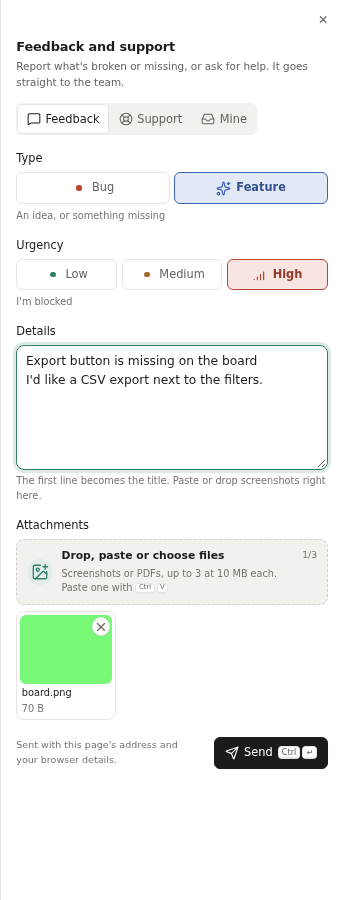 Feedback and support
Report what's broken or missing, or ask for help. It goes
straight to the team.
Feedback
Support
Mine
Type
Bug
Feature
An idea, or something missing
Urgency
Low
Medium
High
I'm blocked
Details
Export button is missing on the board
I'd like a CSV export next to the filters.
The first line becomes the title. Paste or drop screenshots right
here.
Attachments
Drop, paste or choose files 1/3
Screenshots or PDFs, up to 3 at 10 MB each.
Paste one with Ctrl V
board.png
70 B
Sent with this page's address and
your browser details.
Send Ctrl ↵